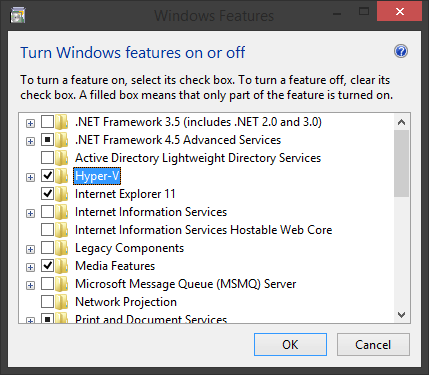 Windows Features
Turn Windows features on or off
To turn a feature on, select its check box. To turn a feature off, clear its
check box. A filled box means that only part of the feature is turned on.
.NET Framework 3.5 (includes .NET 2.0 and 3.0)
.NET Framework 4.5 Advanced Services
Active Directory Lightweight Directory Services
Hyper-V
Internet Explorer 11
Internet Information Services
Internet Information Services Hostable Web Core
Legacy Components
Media Features
Microsoft Message Queue (MSMQ) Server
Network Projection
Print and Document Services
OK
Cancel